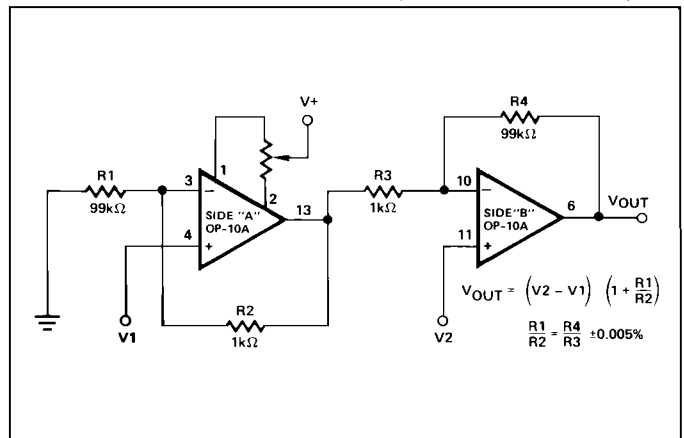 V+
R1
99kΩ
3
1
–
SIDE "A"
OP-10A
2
13
4
+
V1
R2
1kΩ
R3
1kΩ
R4
99kΩ
10
–
SIDE"B"
OP-10A
6
11
+
V2
VOUT
VOUT = (V2 – V1) (1 + R1/R2)
R1/R2 = R4/R3 ±0.005%